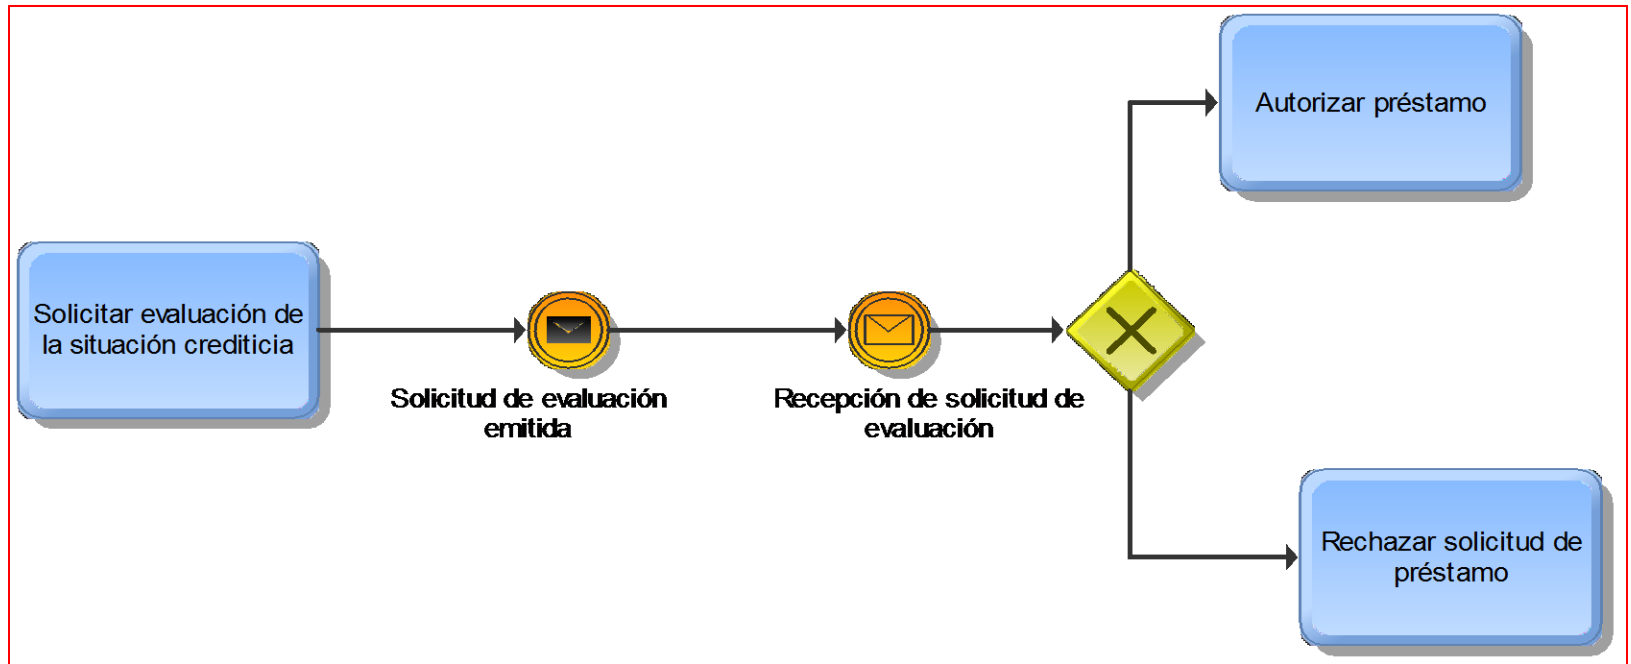 Autorizar préstamo
Solicitar evaluación de
la situación crediticia
Solicitud de evaluación
emitida
Recepción de solicitud de
evaluación
Rechazar solicitud de
préstamo